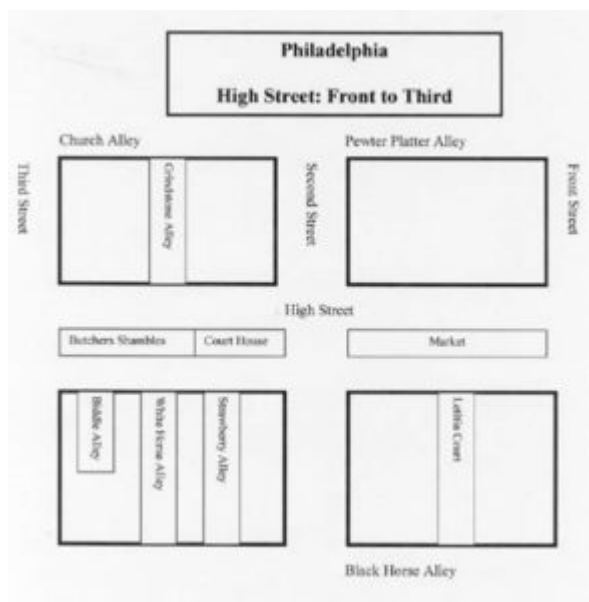 Philadelphia
High Street: Front to Third
Church Alley
Pewter Platter Alley
Third Street
Grindstone Alley
Second Street
Front Street
High Street
Butchers Shambles
Court House
Market
Biddle Alley
White Horse Alley
Strawberry Alley
Letitia Court
Black Horse Alley